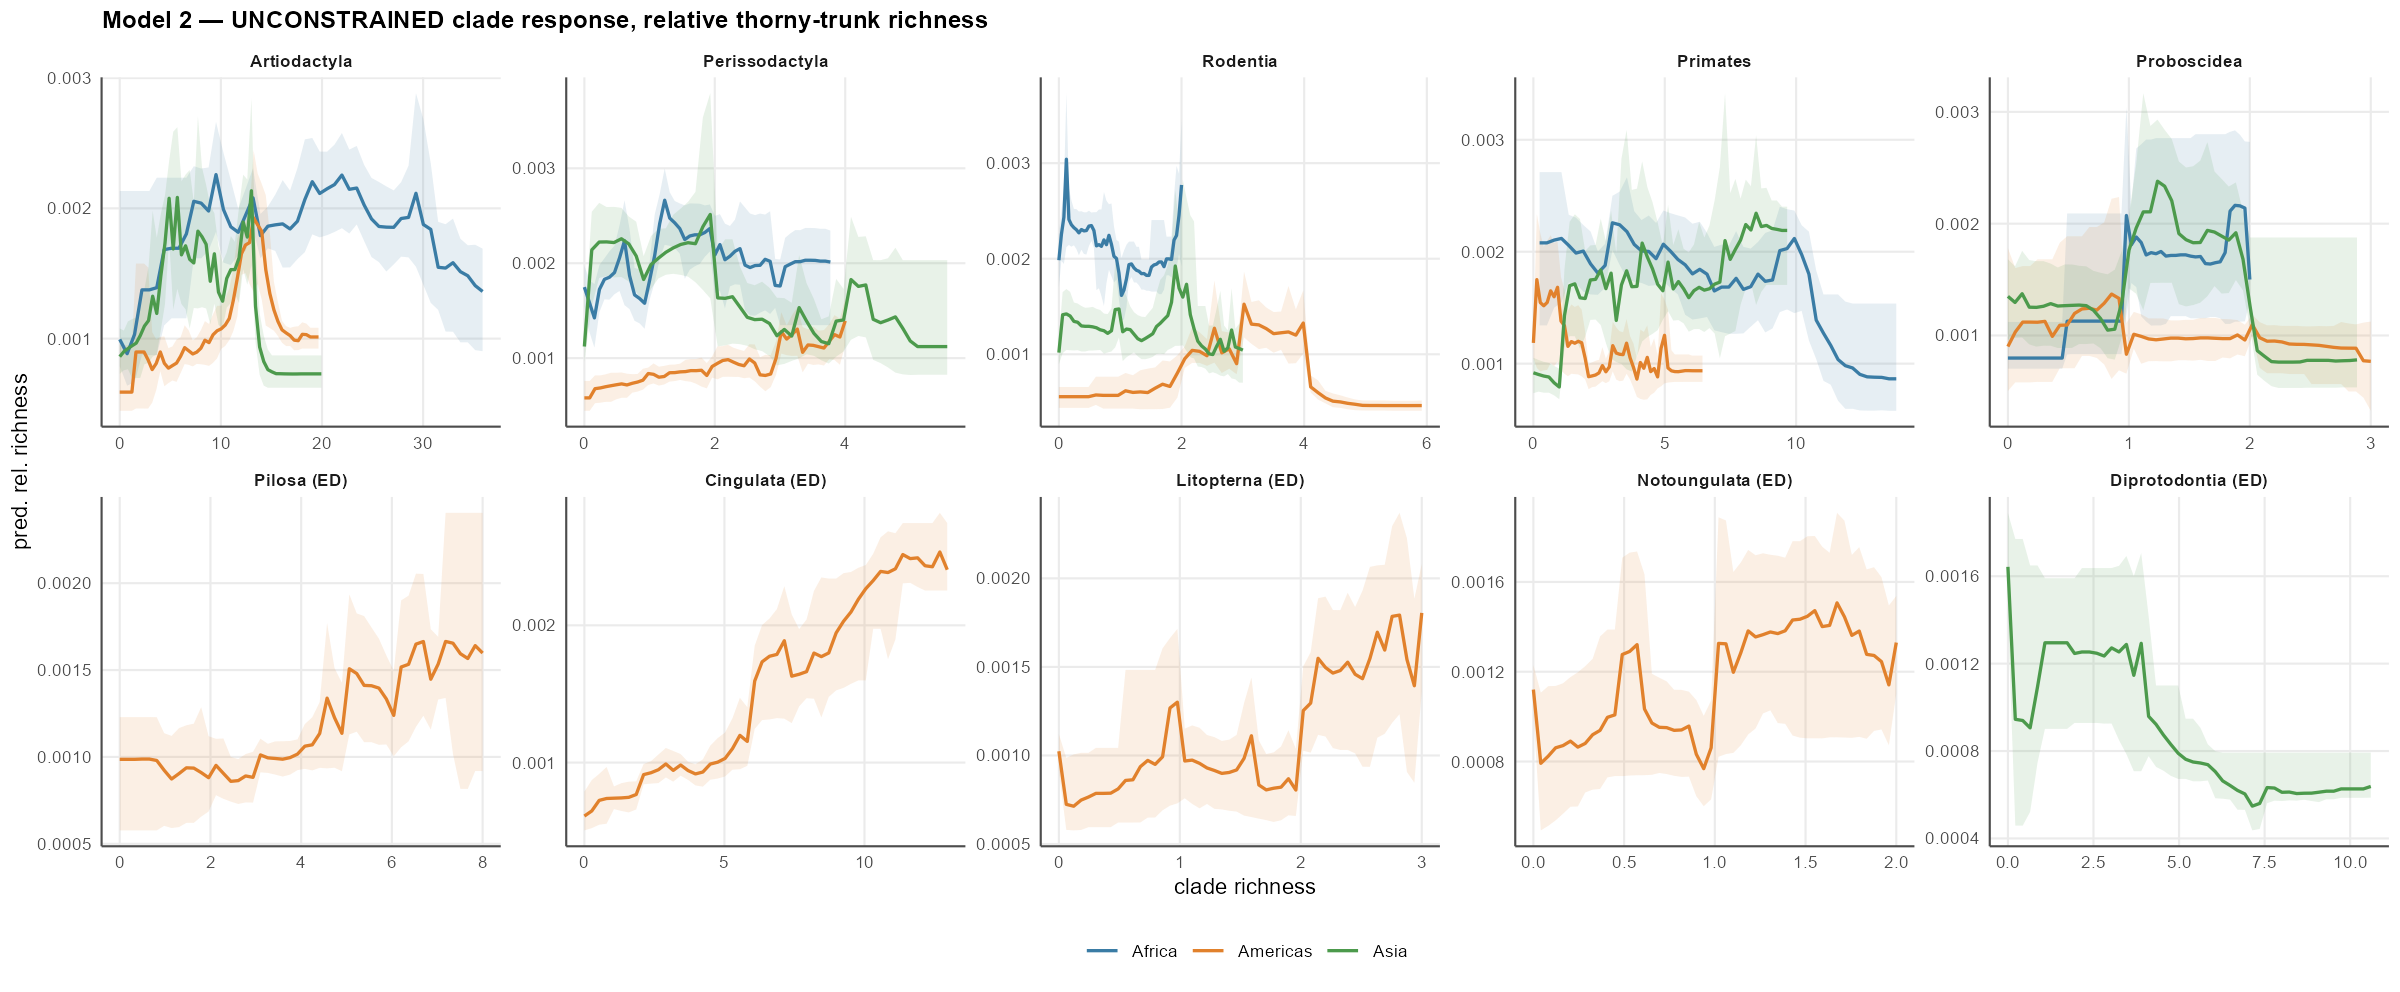 Model 2 — UNCONSTRAINED clade response, relative thorny-trunk richness
Artiodactyla
Perissodactyla
Rodentia
Primates
Proboscidea
0.003
0.002
0.001
0 10 20 30
0.003
0.002
0.001
0 2 4
0.003
0.002
0.001
0 2 4 6
0.003
0.002
0.001
0 5 10
0.003
0.002
0.001
0 1 2 3
pred. rel. richness
Pilosa (ED)
Cingulata (ED)
Litopterna (ED)
Notoungulata (ED)
Diprotodontia (ED)
0.0020
0.0015
0.0010
0.0005
0 2 4 6 8
0.002
0.001
0 5 10
0.0020
0.0015
0.0010
0.0005
0 1 2 3
0.0016
0.0012
0.0008
0.0 0.5 1.0 1.5 2.0
0.0016
0.0012
0.0008
0.0004
0.0 2.5 5.0 7.5 10.0
clade richness
Africa Americas Asia